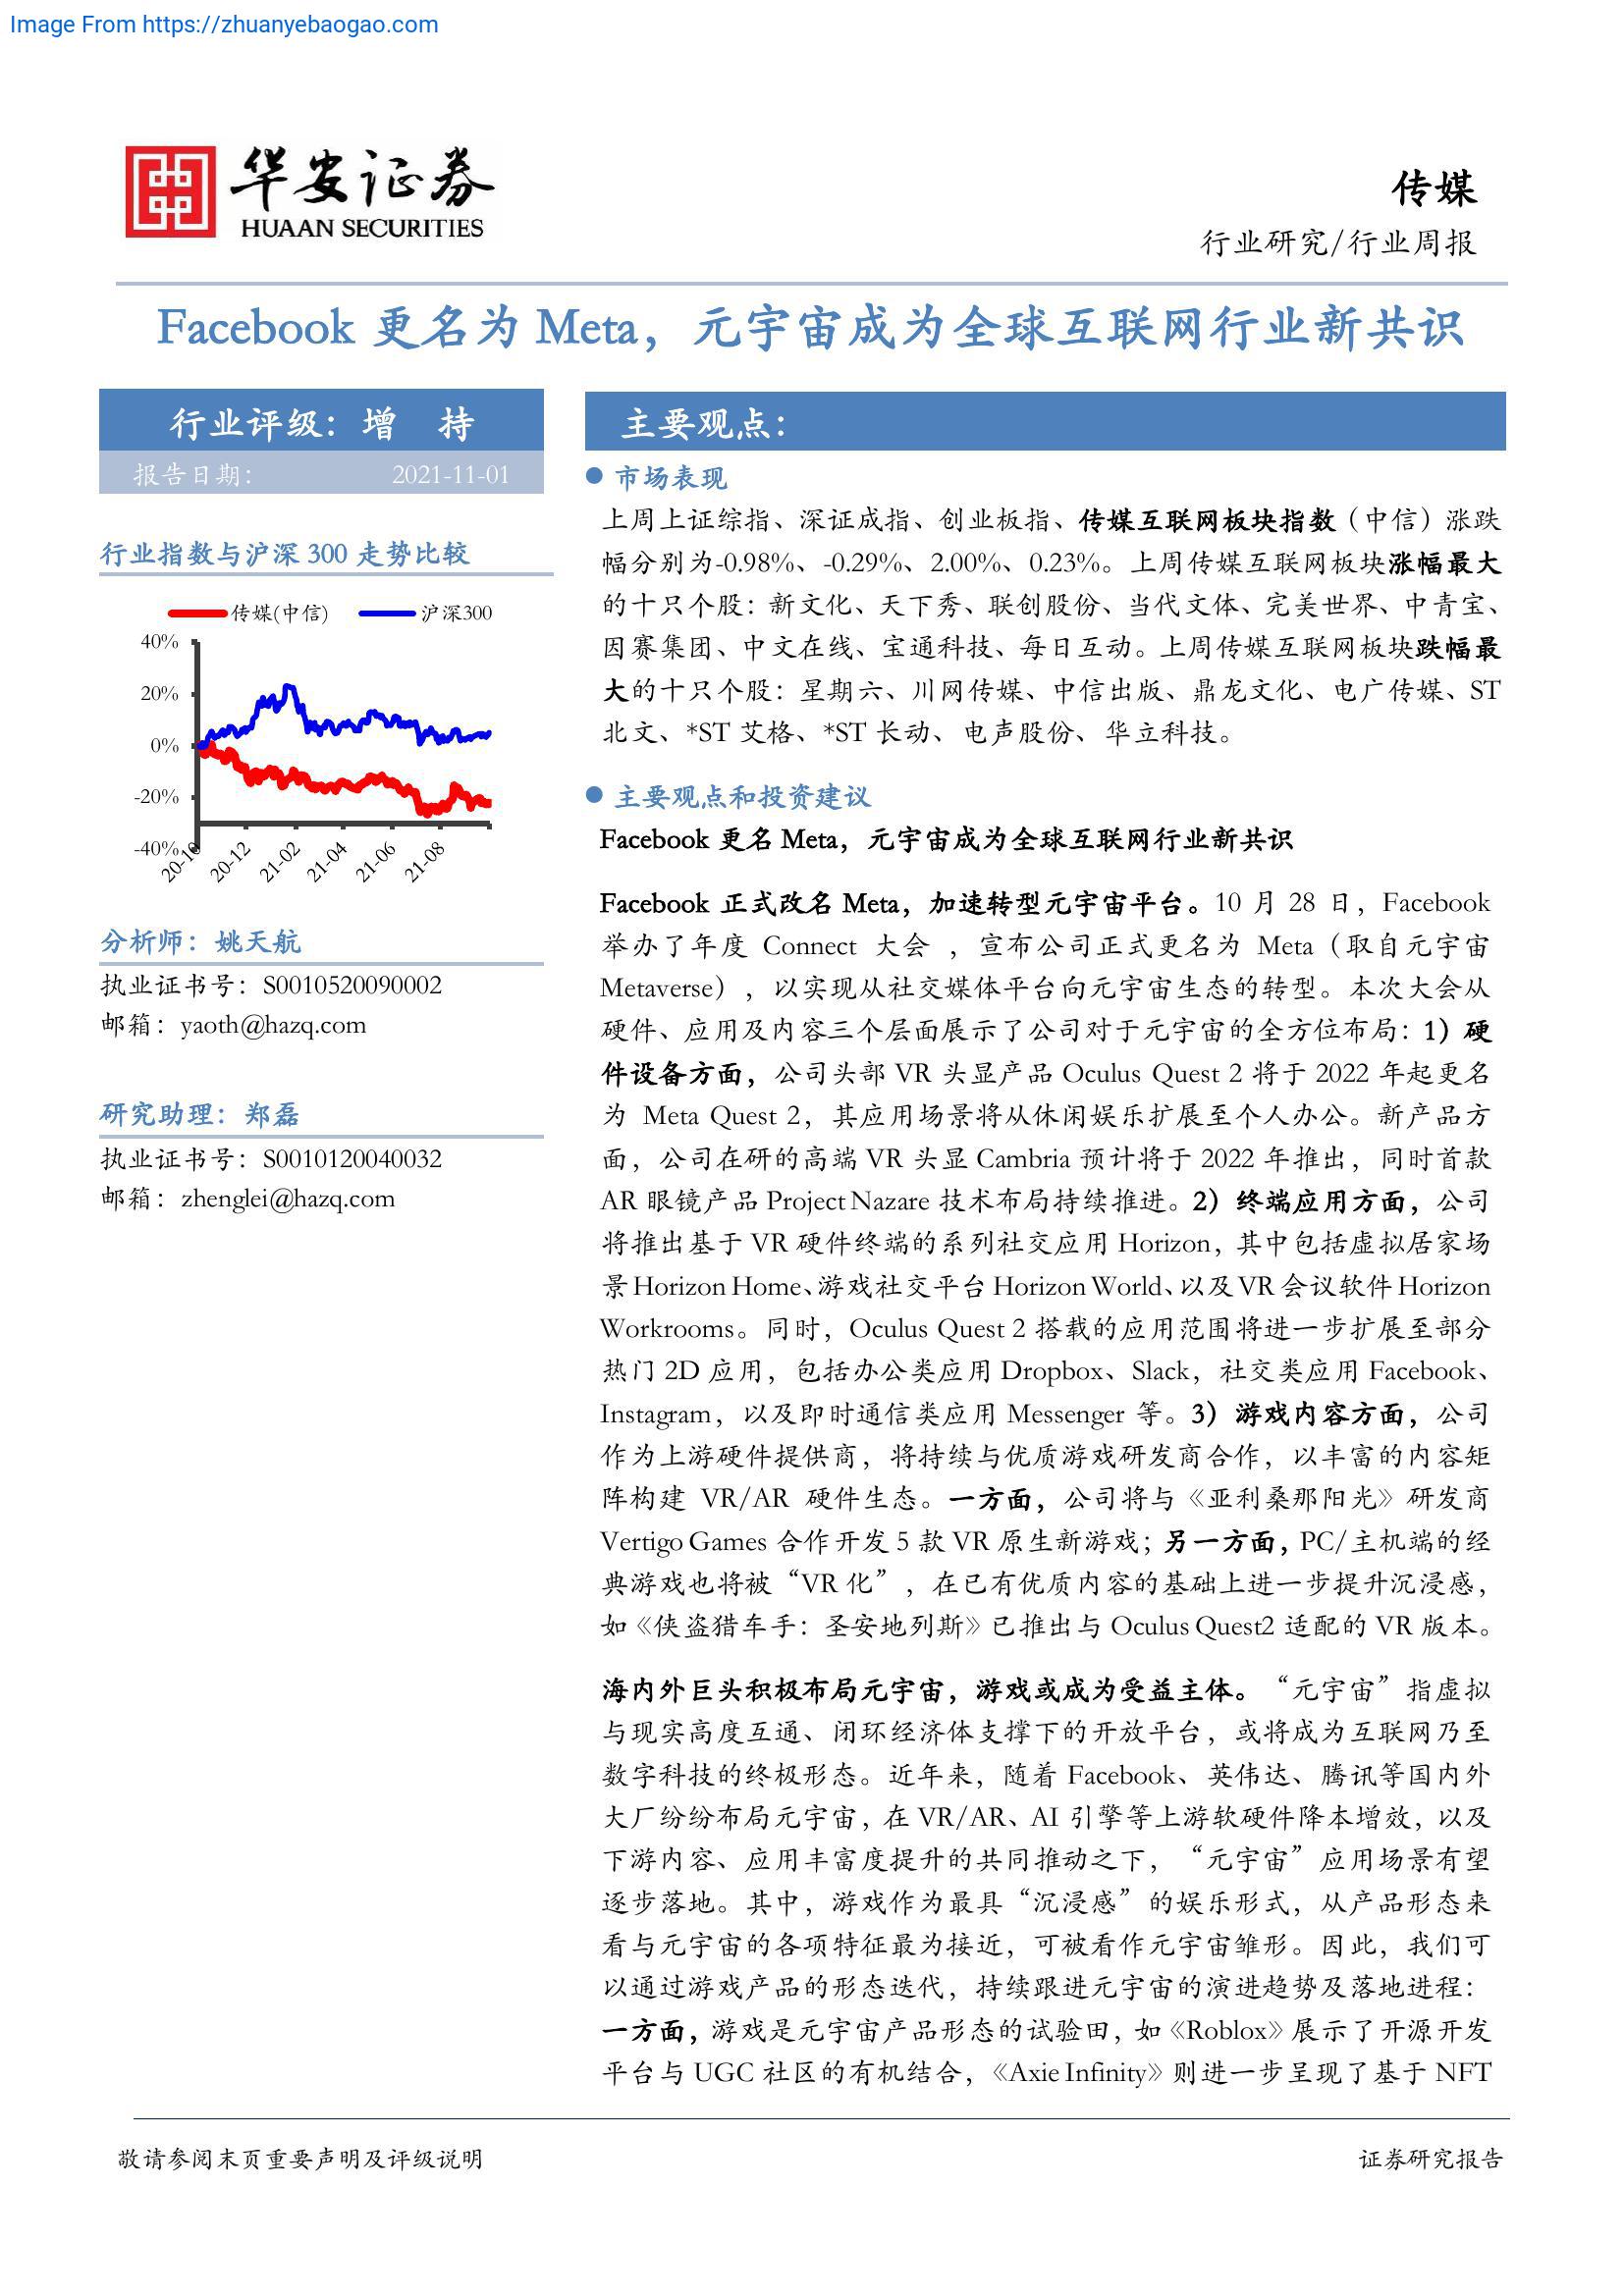 Image From https://zhuanyebaogao.com
华安证券
HUAAN SECURITIES
传媒
行业研究/行业周报
Facebook 更名为 Meta，元宇宙成为全球互联网行业新共识
行业评级：增 持
报告日期： 2021-11-01
行业指数与沪深 300 走势比较
传媒(中信) 沪深300
40%
20%
0%
-20%
-40%
20-10 20-12 21-02 21-04 21-06 21-08
分析师：姚天航
执业证书号：S0010520090002
邮箱：yaoth@hazq.com
研究助理：郑磊
执业证书号：S0010120040032
邮箱：zhenglei@hazq.com
主要观点：
● 市场表现
上周上证综指、深证成指、创业板指、传媒互联网板块指数（中信）涨跌
幅分别为-0.98%、-0.29%、2.00%、0.23%。上周传媒互联网板块涨幅最大
的十只个股：新文化、天下秀、联创股份、当代文体、完美世界、中青宝、
因赛集团、中文在线、宝通科技、每日互动。上周传媒互联网板块跌幅最
大的十只个股：星期六、川网传媒、中信出版、鼎龙文化、电广传媒、ST
北文、*ST 艾格、*ST 长动、电声股份、华立科技。
● 主要观点和投资建议
Facebook 更名 Meta，元宇宙成为全球互联网行业新共识
Facebook 正式改名 Meta，加速转型元宇宙平台。10 月 28 日，Facebook
举办了年度 Connect 大会 ，宣布公司正式更名为 Meta（取自元宇宙
Metaverse），以实现从社交媒体平台向元宇宙生态的转型。本次大会从
硬件、应用及内容三个层面展示了公司对于元宇宙的全方位布局：1）硬
件设备方面，公司头部 VR 头显产品 Oculus Quest 2 将于 2022 年起更名
为 Meta Quest 2，其应用场景将从休闲娱乐扩展至个人办公。新产品方
面，公司在研的高端 VR 头显 Cambria 预计将于 2022 年推出，同时首款
AR 眼镜产品 Project Nazare 技术布局持续推进。2）终端应用方面，公司
将推出基于 VR 硬件终端的系列社交应用 Horizon，其中包括虚拟居家场
景 Horizon Home、游戏社交平台 Horizon World、以及 VR 会议软件 Horizon
Workrooms。同时，Oculus Quest 2 搭载的应用范围将进一步扩展至部分
热门 2D 应用，包括办公类应用 Dropbox、Slack，社交类应用 Facebook、
Instagram，以及即时通信类应用 Messenger 等。3）游戏内容方面，公司
作为上游硬件提供商，将持续与优质游戏研发商合作，以丰富的内容矩
阵构建 VR/AR 硬件生态。一方面，公司将与《亚利桑那阳光》研发商
Vertigo Games 合作开发 5 款 VR 原生新游戏；另一方面，PC/主机端的经
典游戏也将被“VR 化”，在已有优质内容的基础上进一步提升沉浸感，
如《侠盗猎车手：圣安地列斯》已推出与 Oculus Quest2 适配的 VR 版本。
海内外巨头积极布局元宇宙，游戏或成为受益主体。“元宇宙”指虚拟
与现实高度互通、闭环经济体支撑下的开放平台，或将成为互联网乃至
数字科技的终极形态。近年来，随着 Facebook、英伟达、腾讯等国内外
大厂纷纷布局元宇宙，在 VR/AR、AI 引擎等上游软硬件降本增效，以及
下游内容、应用丰富度提升的共同推动之下，“元宇宙”应用场景有望
逐步落地。其中，游戏作为最具“沉浸感”的娱乐形式，从产品形态来
看与元宇宙的各项特征最为接近，可被看作元宇宙雏形。因此，我们可
以通过游戏产品的形态迭代，持续跟进元宇宙的演进趋势及落地进程：
一方面，游戏是元宇宙产品形态的试验田，如《Roblox》展示了开源开发
平台与 UGC 社区的有机结合，《Axie Infinity》则进一步呈现了基于 NFT
敬请参阅末页重要声明及评级说明 证券研究报告